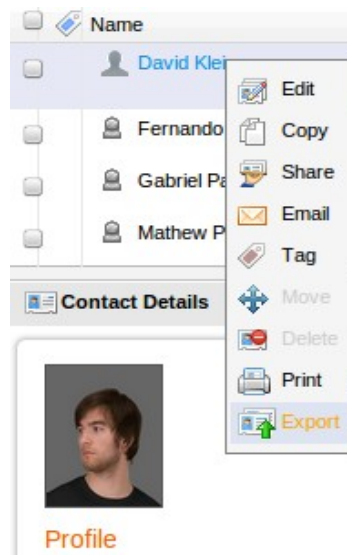 Name
David Klei
Fernando
Gabriel Pa
Mathew P
Edit
Copy
Share
Email
Tag
Move
Delete
Print
Export
Contact Details
Profile